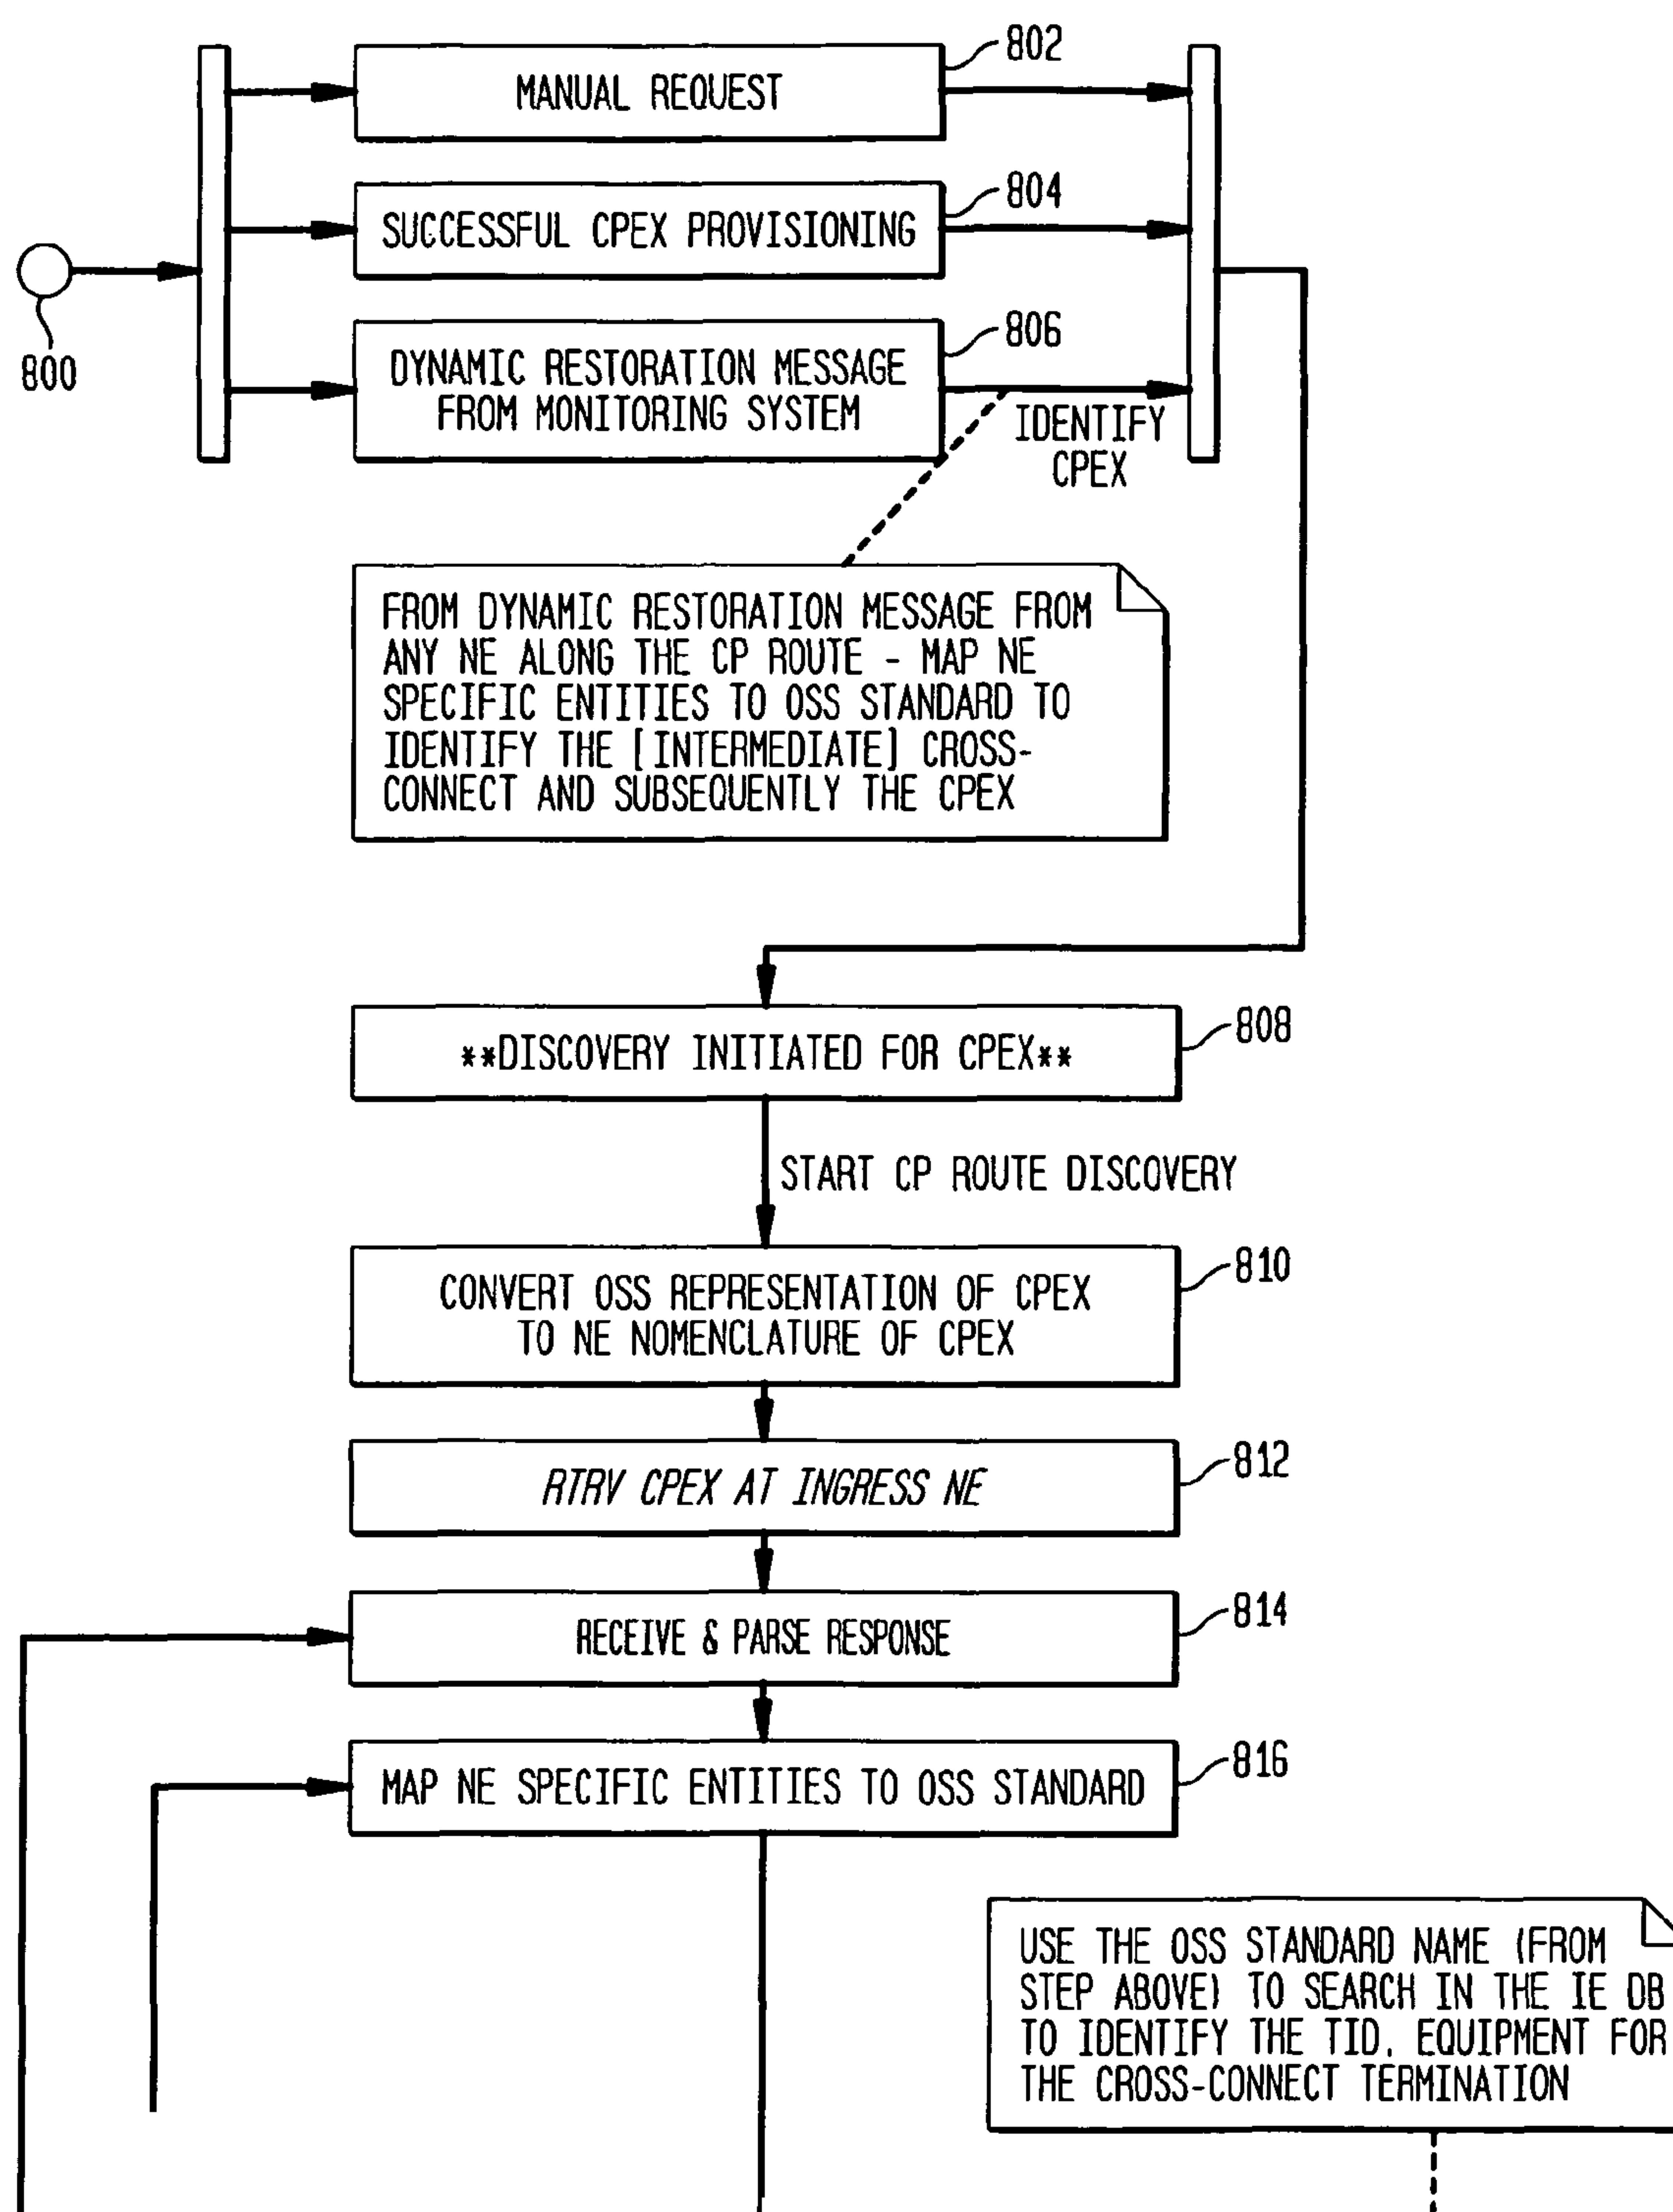 802
MANUAL REQUEST
804
SUCCESSFUL CPEX PROVISIONING
800
806
DYNAMIC RESTORATION MESSAGE
FROM MONITORING SYSTEM
IDENTIFY
CPEX
FROM DYNAMIC RESTORATION MESSAGE FROM
ANY NE ALONG THE CP ROUTE - MAP NE
SPECIFIC ENTITIES TO OSS STANDARD TO
IDENTIFY THE [INTERMEDIATE] CROSS-
CONNECT AND SUBSEQUENTLY THE CPEX
808
**DISCOVERY INITIATED FOR CPEX**
START CP ROUTE DISCOVERY
810
CONVERT OSS REPRESENTATION OF CPEX
TO NE NOMENCLATURE OF CPEX
812
RTRV CPEX AT INGRESS NE
814
RECEIVE & PARSE RESPONSE
816
MAP NE SPECIFIC ENTITIES TO OSS STANDARD
USE THE OSS STANDARD NAME (FROM
STEP ABOVE) TO SEARCH IN THE IE DB
TO IDENTIFY THE TID, EQUIPMENT FOR
THE CROSS-CONNECT TERMINATION